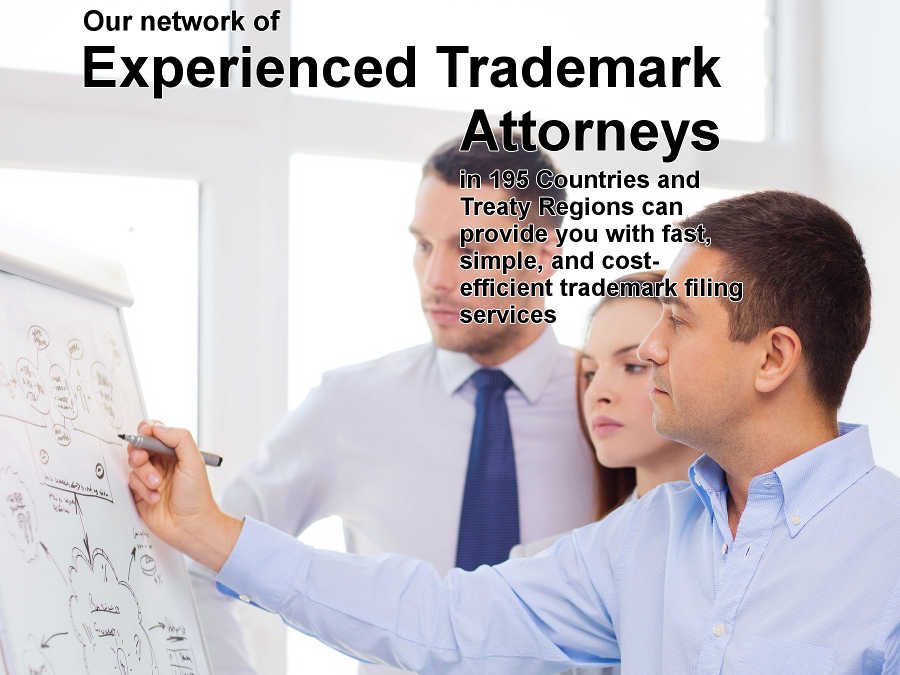 Our network of
Experienced Trademark
Attorneys
in 195 Countries and
Treaty Regions can
provide you with fast,
simple, and cost-
efficient trademark filing
services